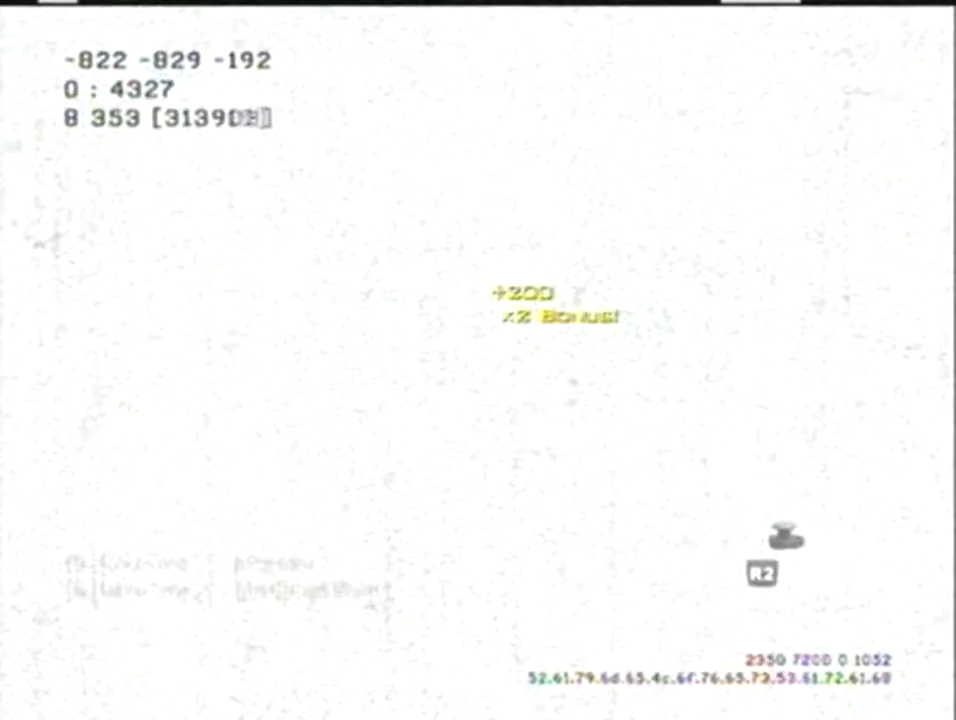 -822 -829 -192
0 : 4327
8 353
+200
x2 Bonus!
R2
2350 7200 0 1052
52.61.79.6d.65.4c.6f.76.65.73.53.61.72.61.68